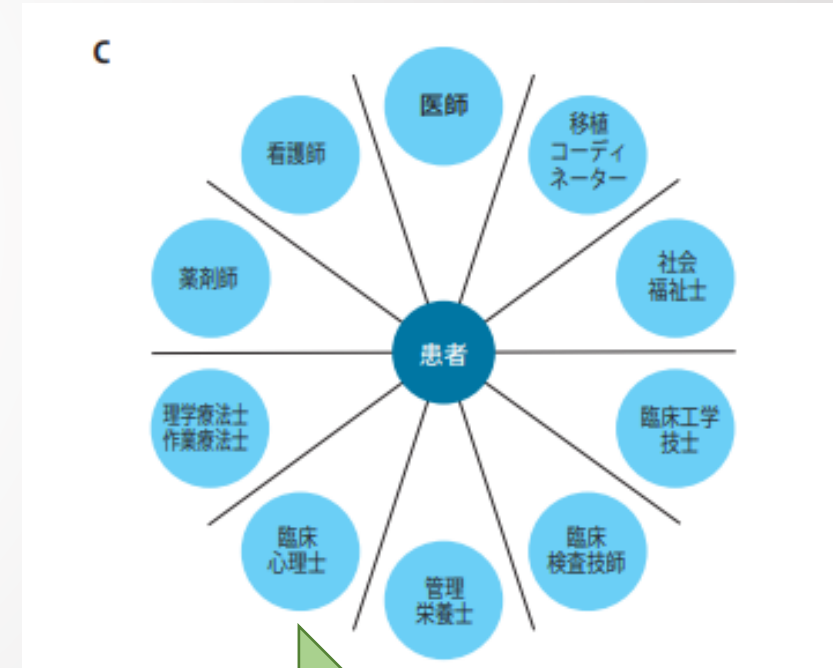 C
医師
移植
コーディ
ネーター
社会
福祉士
臨床工学
技士
臨床
検査技師
管理
栄養士
臨床
心理士
理学療法士
作業療法士
薬剤師
看護師
患者